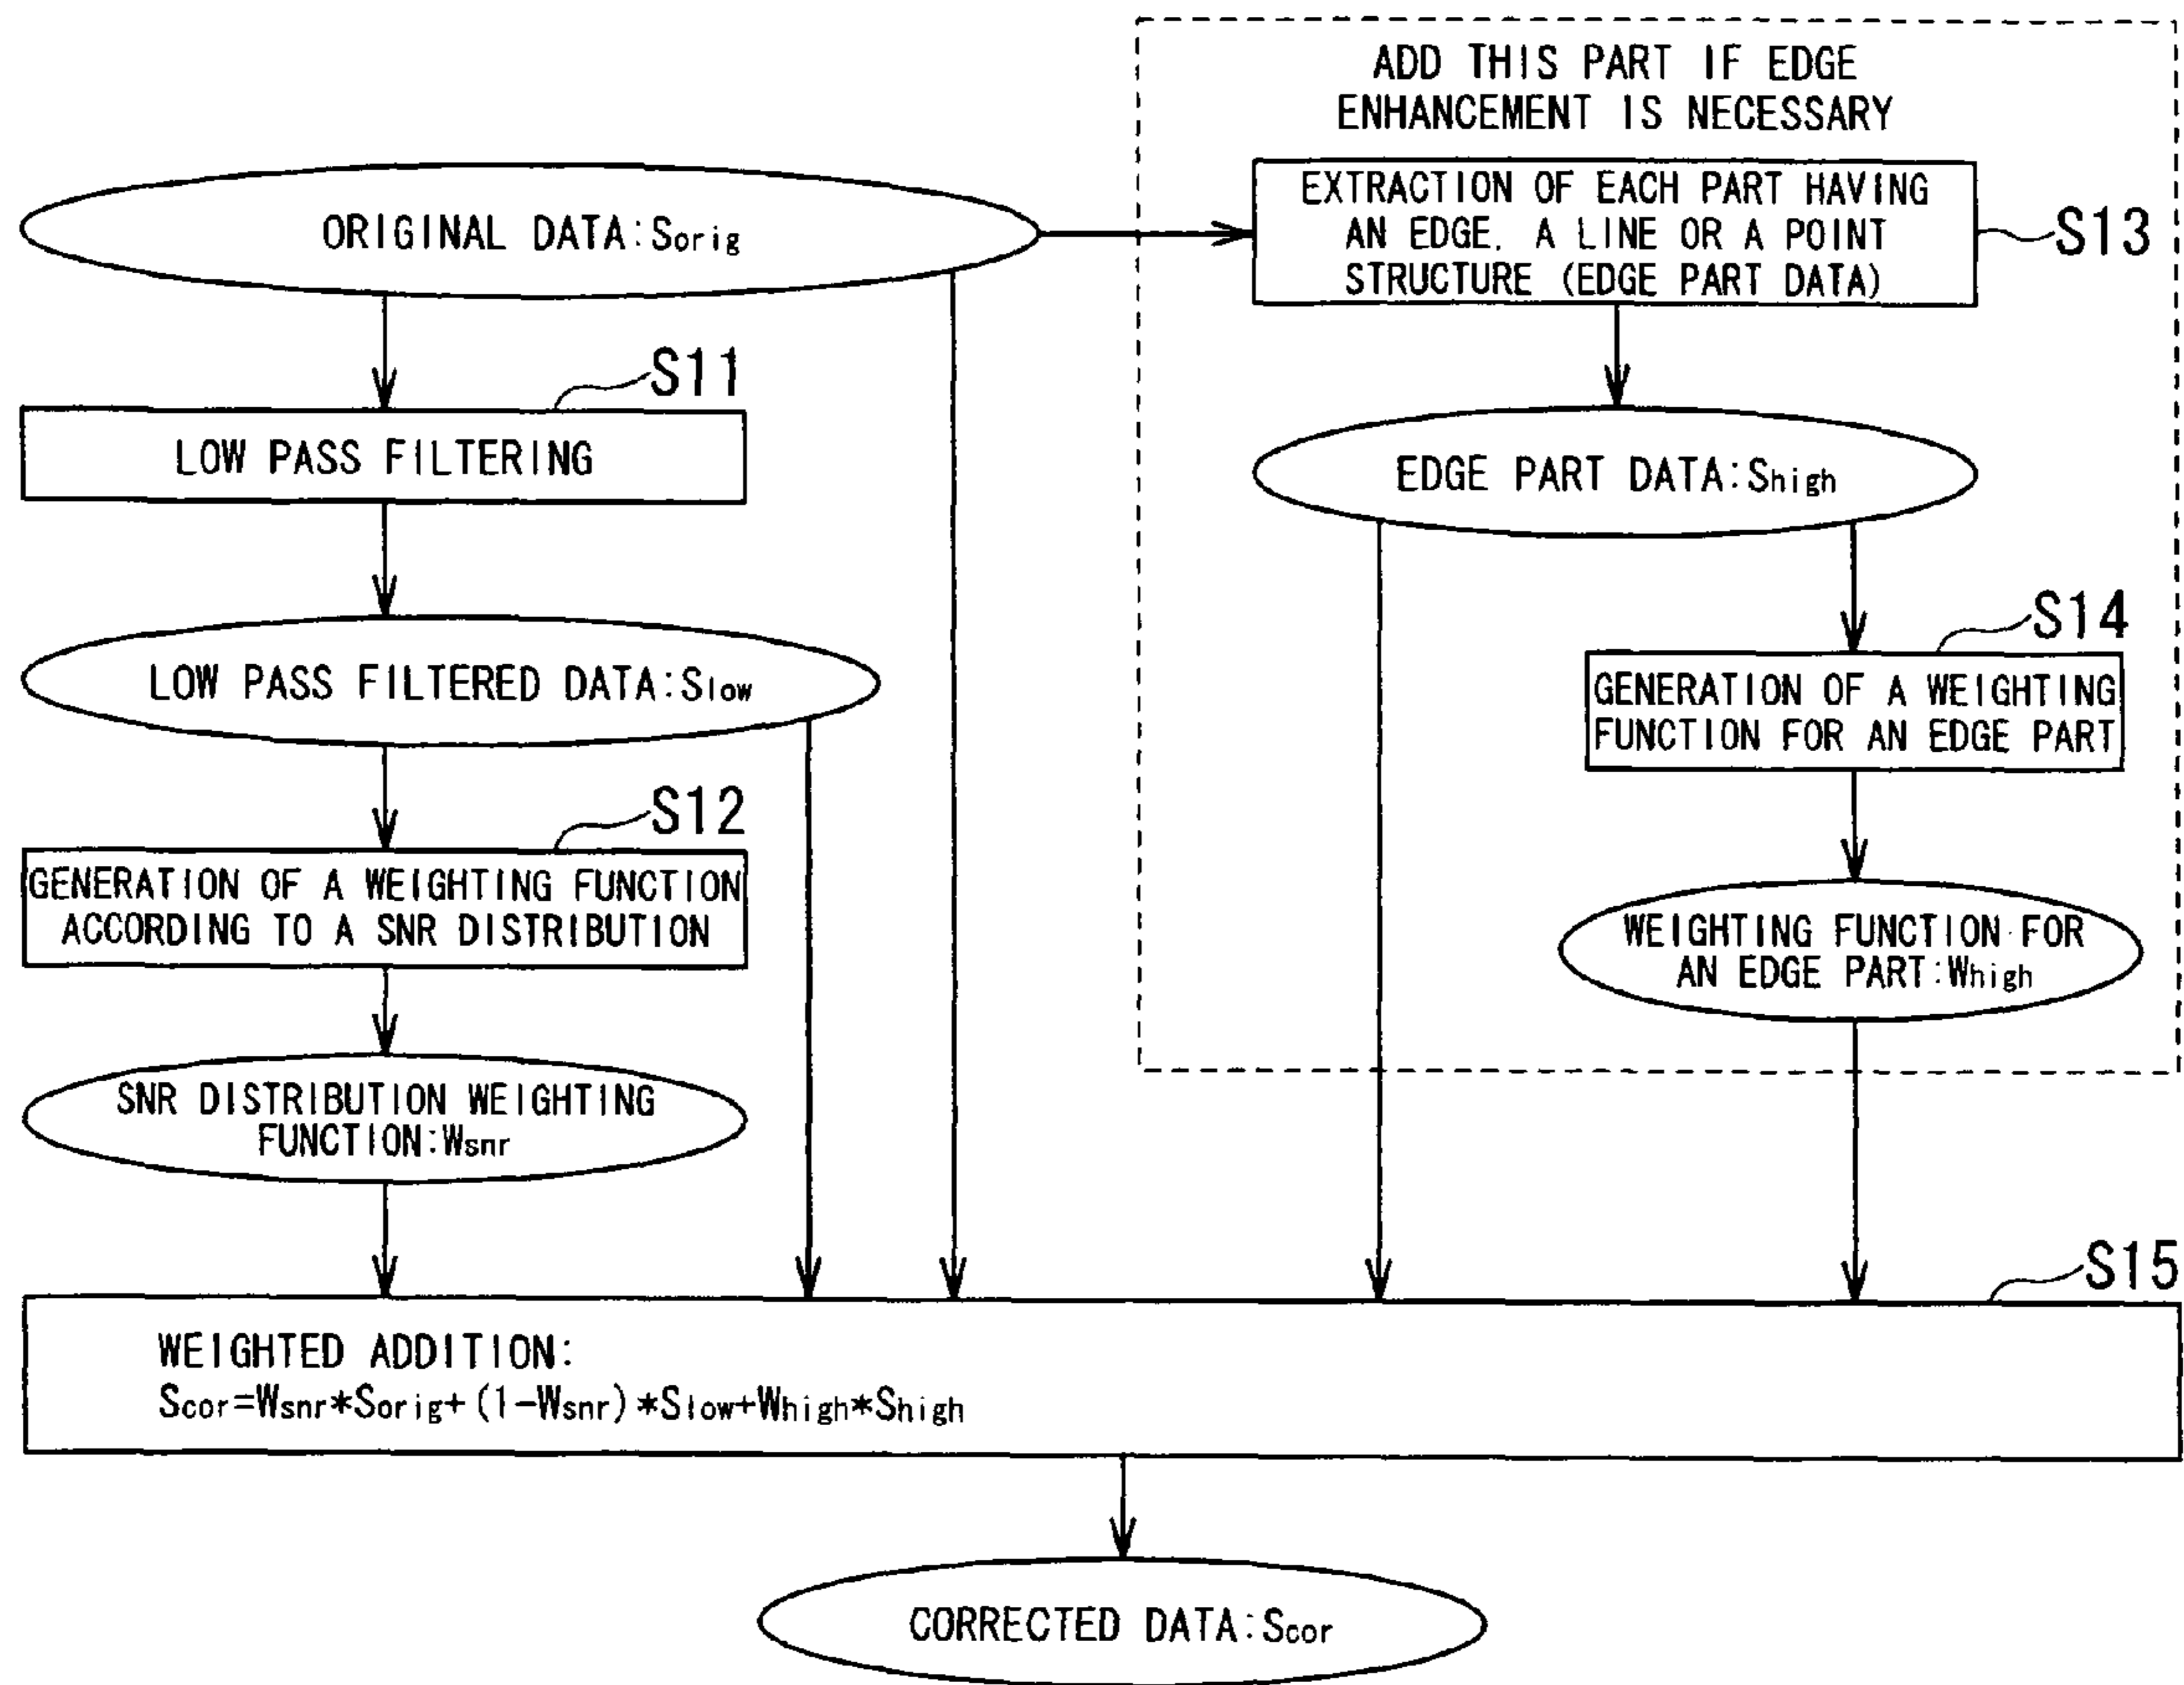 ADD THIS PART IF EDGE
ENHANCEMENT IS NECESSARY
ORIGINAL DATA:Sorig
EXTRACTION OF EACH PART HAVING
AN EDGE, A LINE OR A POINT
STRUCTURE (EDGE PART DATA)
S13
S11
LOW PASS FILTERING
EDGE PART DATA:Shigh
LOW PASS FILTERED DATA:Slow
S14
GENERATION OF A WEIGHTING
FUNCTION FOR AN EDGE PART
S12
GENERATION OF A WEIGHTING FUNCTION
ACCORDING TO A SNR DISTRIBUTION
WEIGHTING FUNCTION FOR
AN EDGE PART:Whigh
SNR DISTRIBUTION WEIGHTING
FUNCTION:Wsnr
S15
WEIGHTED ADDITION:
Scor=Wsnr*Sorig+(1-Wsnr)*Slow+Whigh*Shigh
CORRECTED DATA:Scor